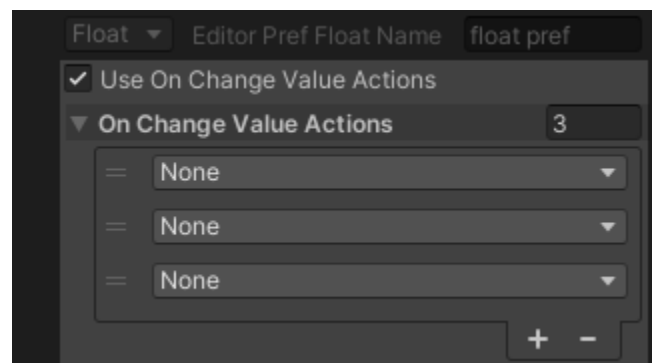 Float Editor Pref Float Name float pref
Use On Change Value Actions
On Change Value Actions 3
None
None
None